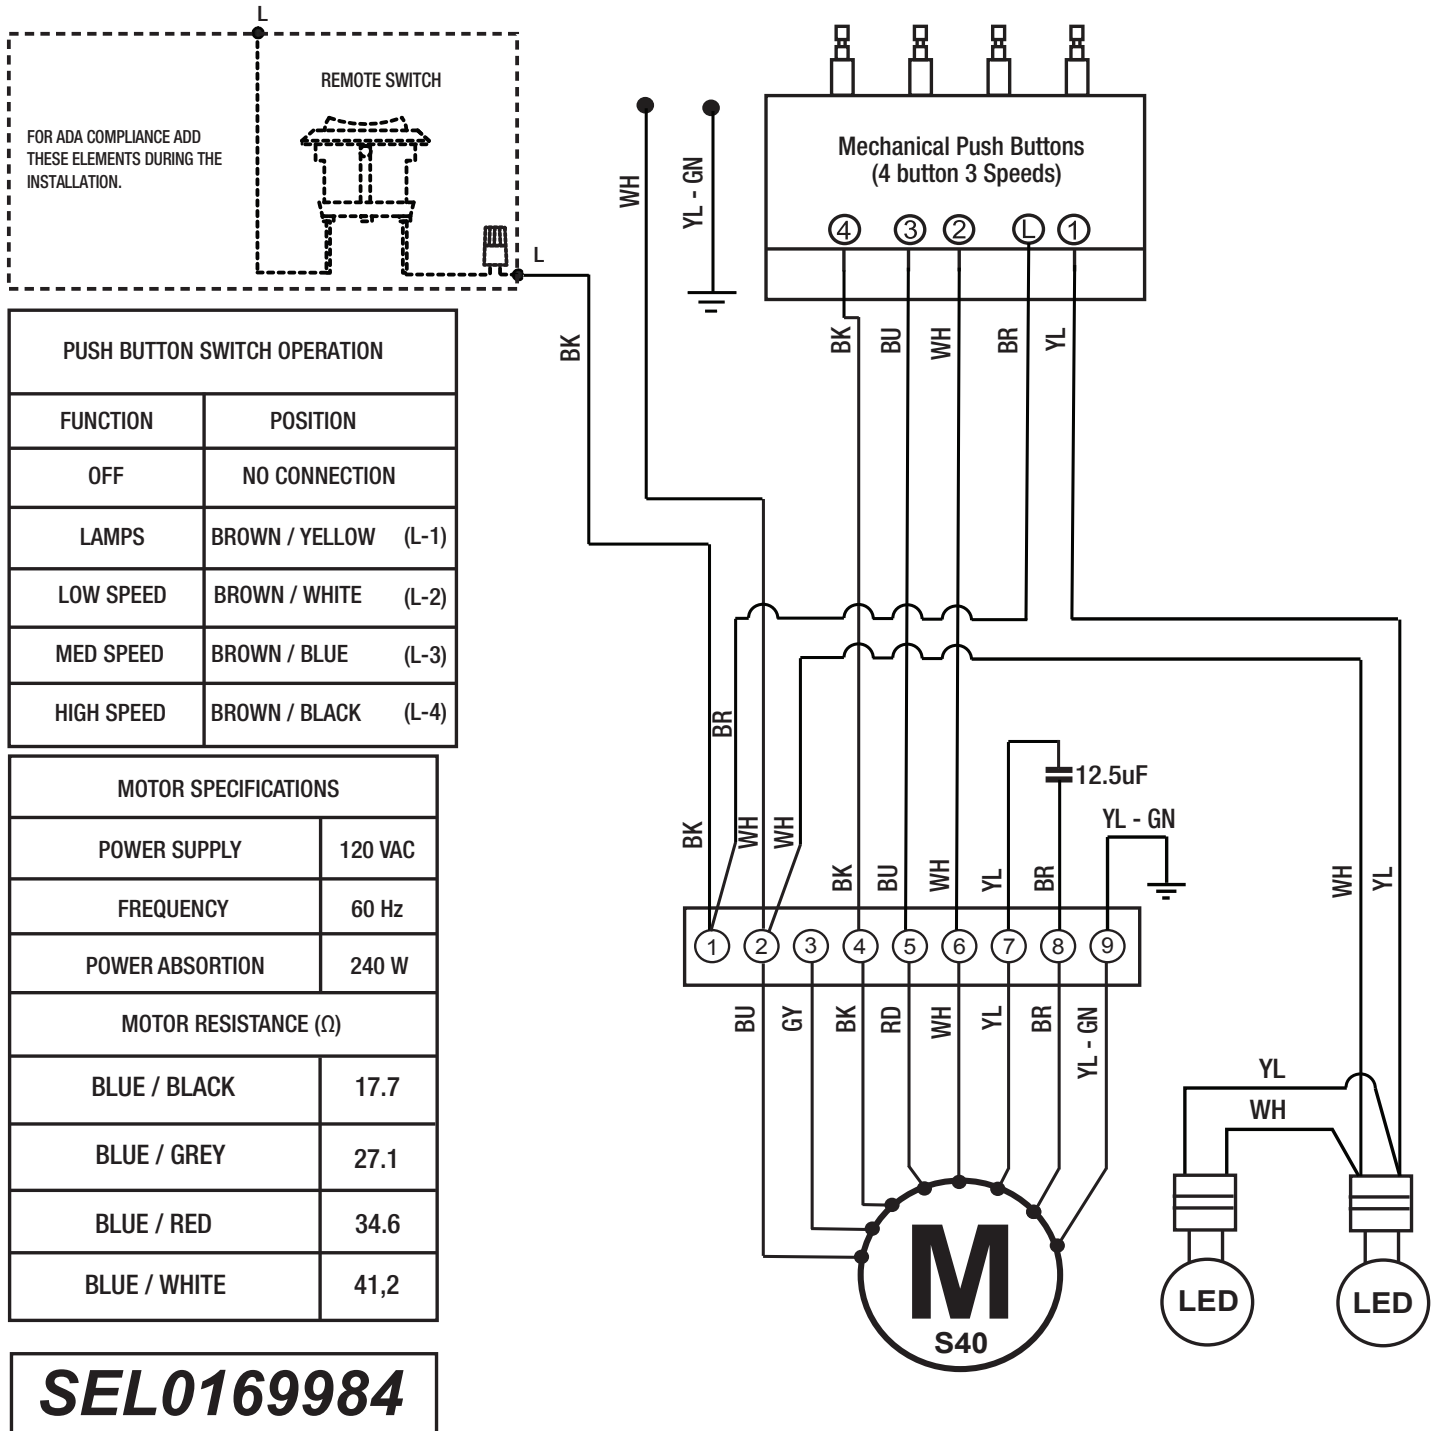 L
REMOTE SWITCH
FOR ADA COMPLIANCE ADD
THESE ELEMENTS DURING THE
INSTALLATION.
L
BK
WH
YL - GN
Mechanical Push Buttons
(4 button 3 Speeds)
4 3 2 L 1
BK BU WH BR YL
PUSH BUTTON SWITCH OPERATION
FUNCTION POSITION
OFF NO CONNECTION
LAMPS BROWN / YELLOW (L-1)
LOW SPEED BROWN / WHITE (L-2)
MED SPEED BROWN / BLUE (L-3)
HIGH SPEED BROWN / BLACK (L-4)
MOTOR SPECIFICATIONS
POWER SUPPLY 120 VAC
FREQUENCY 60 Hz
POWER ABSORTION 240 W
MOTOR RESISTANCE (Ω)
BLUE / BLACK 17.7
BLUE / GREY 27.1
BLUE / RED 34.6
BLUE / WHITE 41,2
SEL0169984
BR
12.5uF
YL - GN
BK WH WH BK BU WH YL BR
WH YL
1 2 3 4 5 6 7 8 9
BU GY BK RD WH YL BR YL - GN
YL
WH
M
S40
LED
LED